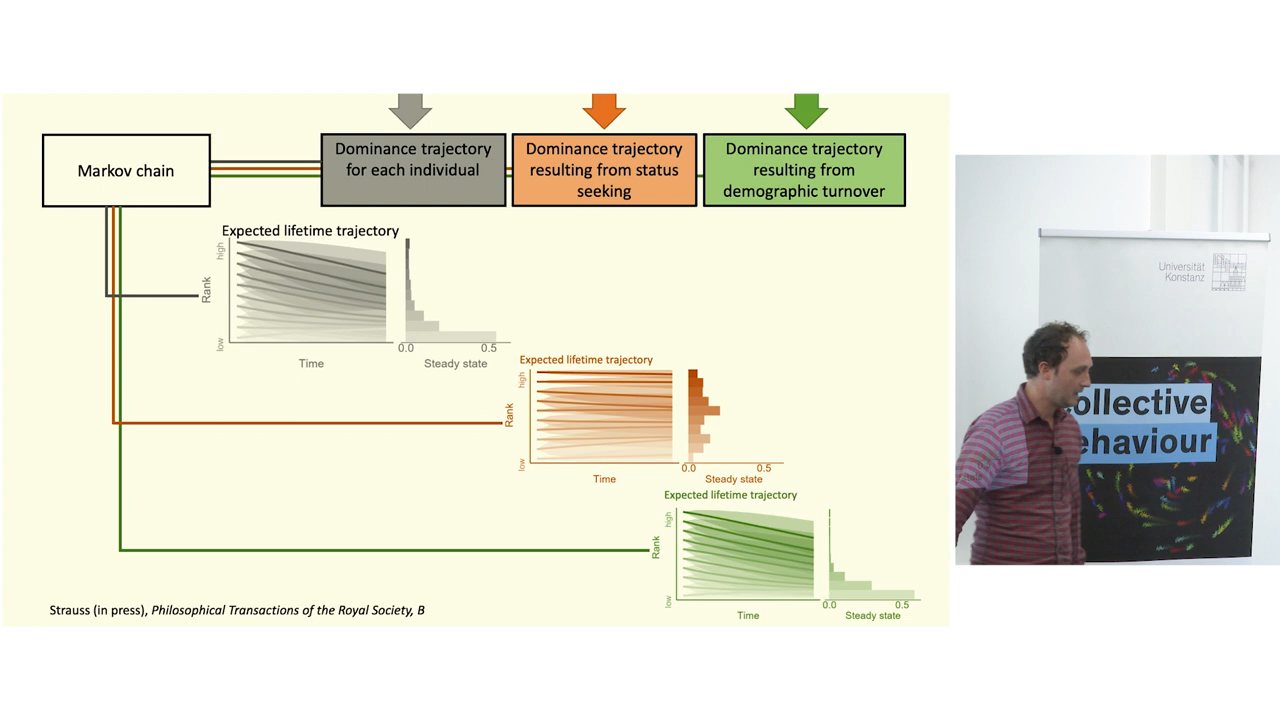 Markov chain
Dominance trajectory
for each individual
Dominance trajectory
resulting from status
seeking
Dominance trajectory
resulting from
demographic turnover
Expected lifetime trajectory
high
Rank
low
Time
0.0
0.5
Steady state
Expected lifetime trajectory
high
Rank
low
Time
0.0
0.5
Steady state
Expected lifetime trajectory
high
Rank
low
Time
0.0
0.5
Steady state
Strauss (in press), Philosophical Transactions of the Royal Society, B
Universität
Konstanz
ollective
ehaviour